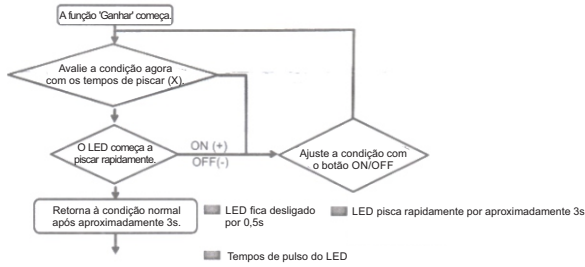 A função 'Ganhar' começa.
Avalie a condição agora
com os tempos de piscar (X).
O LED começa a
piscar rapidamente.
ON (+)
OFF(-)
Ajuste a condição com
o botão ON/OFF
Retorna à condição normal
após aproximadamente 3s.
LED fica desligado
por 0,5s
LED pisca rapidamente por aproximadamente 3s
Tempos de pulso do LED